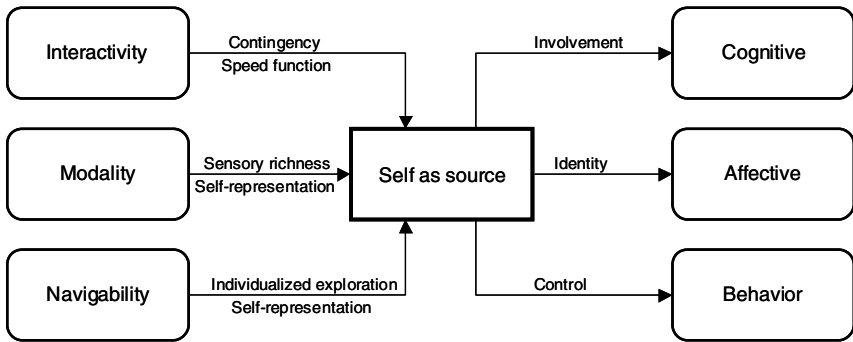 Interactivity
Contingency
Speed function
Involvement
Cognitive
Modality
Sensory richness
Self-representation
Self as source
Identity
Affective
Navigability
Individualized exploration
Self-representation
Control
Behavior